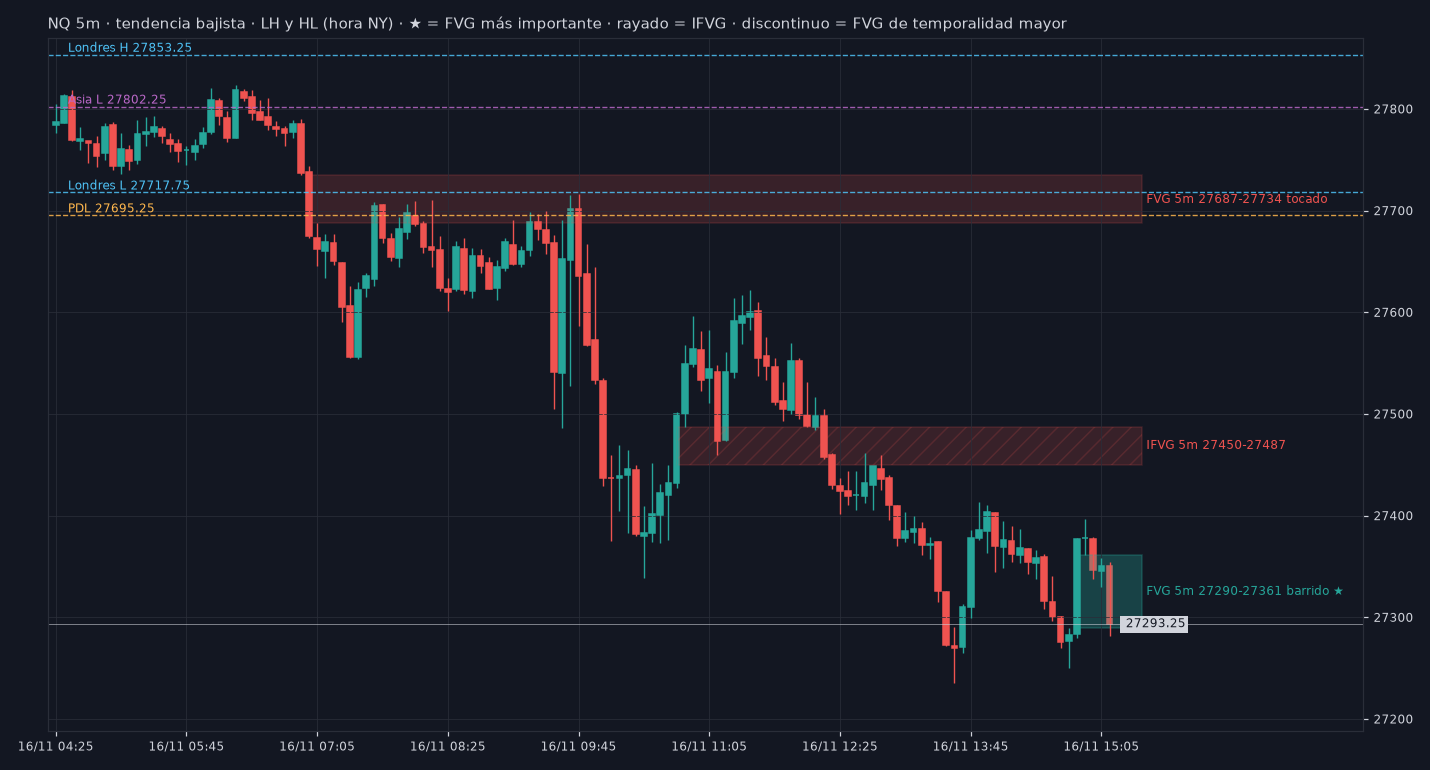 NQ 5m · tendencia bajista · LH y HL (hora NY) · ★ = FVG más importante · rayado = IFVG · discontinuo = FVG de temporalidad mayor
Londres H 27853.25
Asia L 27802.25
27800
Londres L 27717.75
FVG 5m 27687-27734 tocado
PDL 27695.25
27700
27600
27500
IFVG 5m 27450-27487
27400
FVG 5m 27290-27361 barrido ★
27300
27293.25
27200
16/11 04:25 16/11 05:45 16/11 07:05 16/11 08:25 16/11 09:45 16/11 11:05 16/11 12:25 16/11 13:45 16/11 15:05